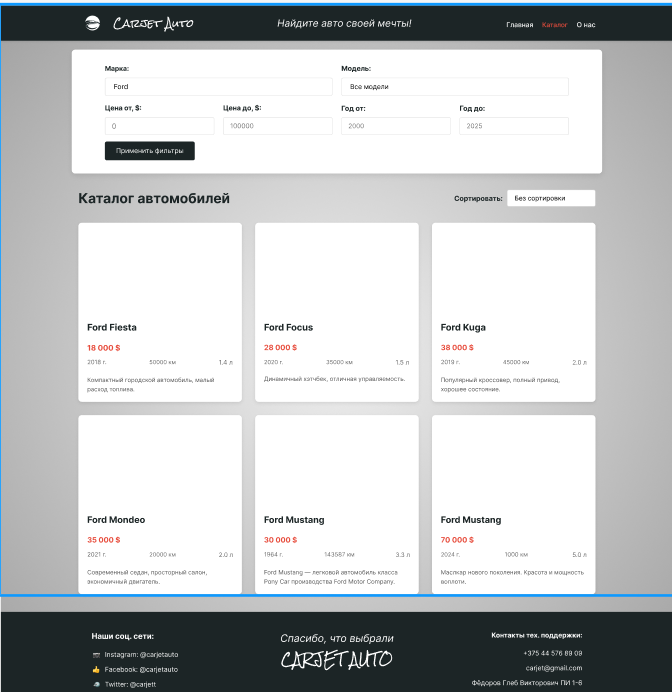 Carjet Auto
Найдите авто своей мечты!
Главная Каталог О нас
Марка: Модель:
Ford Все модели
Цена от, $: Цена до, $: Год от: Год до:
0 100000 2000 2025
Применить фильтры
Каталог автомобилей
Сортировать: Без сортировки
Ford Fiesta
18 000 $
2018 г. 50000 км 1.4 л
Компактный городской автомобиль, малый
расход топлива.
Ford Focus
28 000 $
2020 г. 35000 км 1.5 л
Динамичный хэтчбек, отличная управляемость.
Ford Kuga
38 000 $
2019 г. 45000 км 2.0 л
Популярный кроссовер, полный привод,
хорошее состояние.
Ford Mondeo
35 000 $
2021 г. 20000 км 2.0 л
Современный седан, просторный салон,
экономичный двигатель.
Ford Mustang
30 000 $
1964 г. 143587 км 3.3 л
Ford Mustang — легковой автомобиль класса
Pony Car производства Ford Motor Company.
Ford Mustang
70 000 $
2024 г. 1000 км 5.0 л
Маслкар нового поколения. Красота и мощность
воплоти.
Наши соц. сети:
Instagram: @carjetauto
Facebook: @carjetauto
Twitter: @carjett
Спасибо, что выбрали
CARJET AUTO
Контакты тех. поддержки:
+375 44 576 89 09
carjet@gmail.com
Фёдоров Глеб Викторович ПИ 1-6